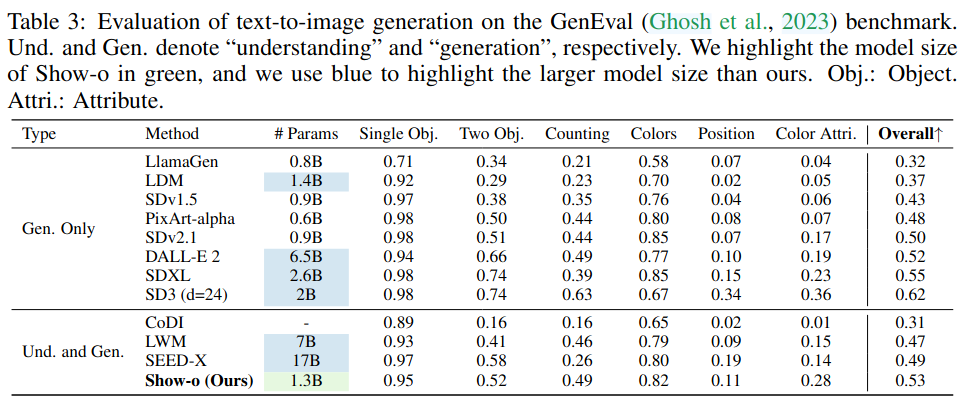 Table 3: Evaluation of text-to-image generation on the GenEval (Ghosh et al., 2023) benchmark.
Und. and Gen. denote “understanding” and “generation”, respectively. We highlight the model size
of Show-o in green, and we use blue to highlight the larger model size than ours. Obj.: Object.
Attri.: Attribute.
Type Method # Params Single Obj. Two Obj. Counting Colors Position Color Attri. Overall↑
Gen. Only
LlamaGen 0.8B 0.71 0.34 0.21 0.58 0.07 0.04 0.32
LDM 1.4B 0.92 0.29 0.23 0.70 0.02 0.05 0.37
SDv1.5 0.9B 0.97 0.38 0.35 0.76 0.04 0.06 0.43
PixArt-alpha 0.6B 0.98 0.50 0.44 0.80 0.08 0.07 0.48
SDv2.1 0.9B 0.98 0.51 0.44 0.85 0.07 0.17 0.50
DALL-E 2 6.5B 0.94 0.66 0.49 0.77 0.10 0.19 0.52
SDXL 2.6B 0.98 0.74 0.39 0.85 0.15 0.23 0.55
SD3 (d=24) 2B 0.98 0.74 0.63 0.67 0.34 0.36 0.62
Und. and Gen.
CoDI - 0.89 0.16 0.16 0.65 0.02 0.01 0.31
LWM 7B 0.93 0.41 0.46 0.79 0.09 0.15 0.47
SEED-X 17B 0.97 0.58 0.26 0.80 0.19 0.14 0.49
Show-o (Ours) 1.3B 0.95 0.52 0.49 0.82 0.11 0.28 0.53